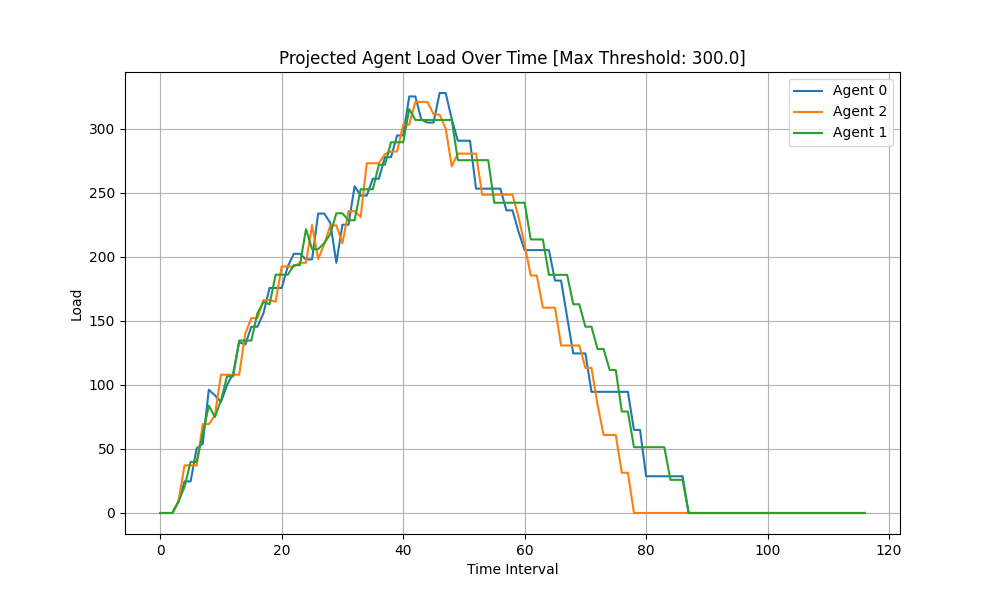 Projected Agent Load Over Time [Max Threshold: 300.0]
Agent 0
Agent 2
Agent 1
Load
300
250
200
150
100
50
0
0 20 40 60 80 100 120
Time Interval